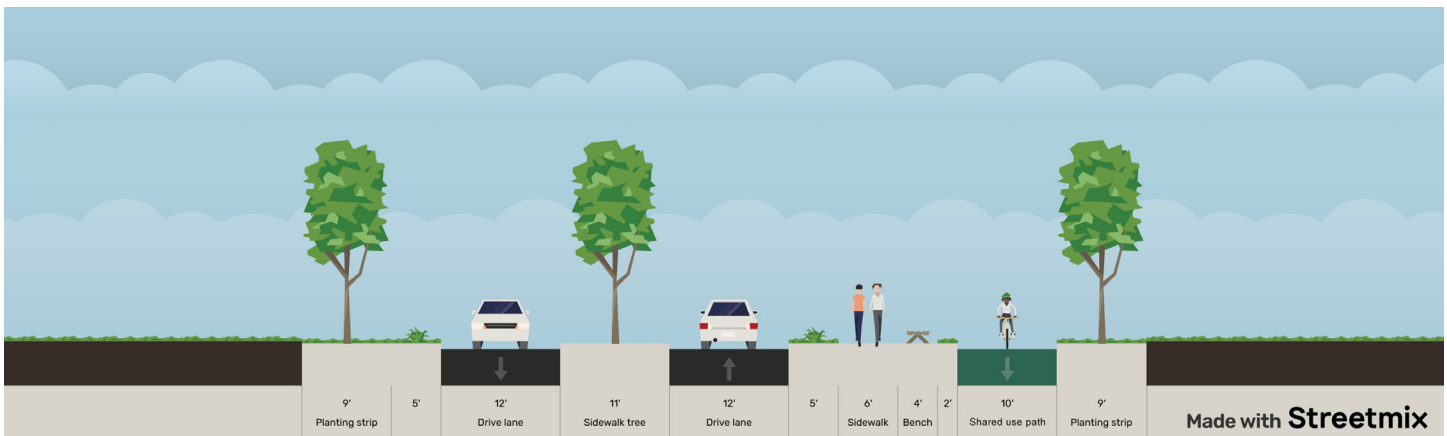 9' 5' 12' 11' 12' 5' 6' 4' 2' 10' 9'
Planting strip Drive lane Sidewalk tree Drive lane Sidewalk Bench Shared use path Planting strip
Made with Streetmix